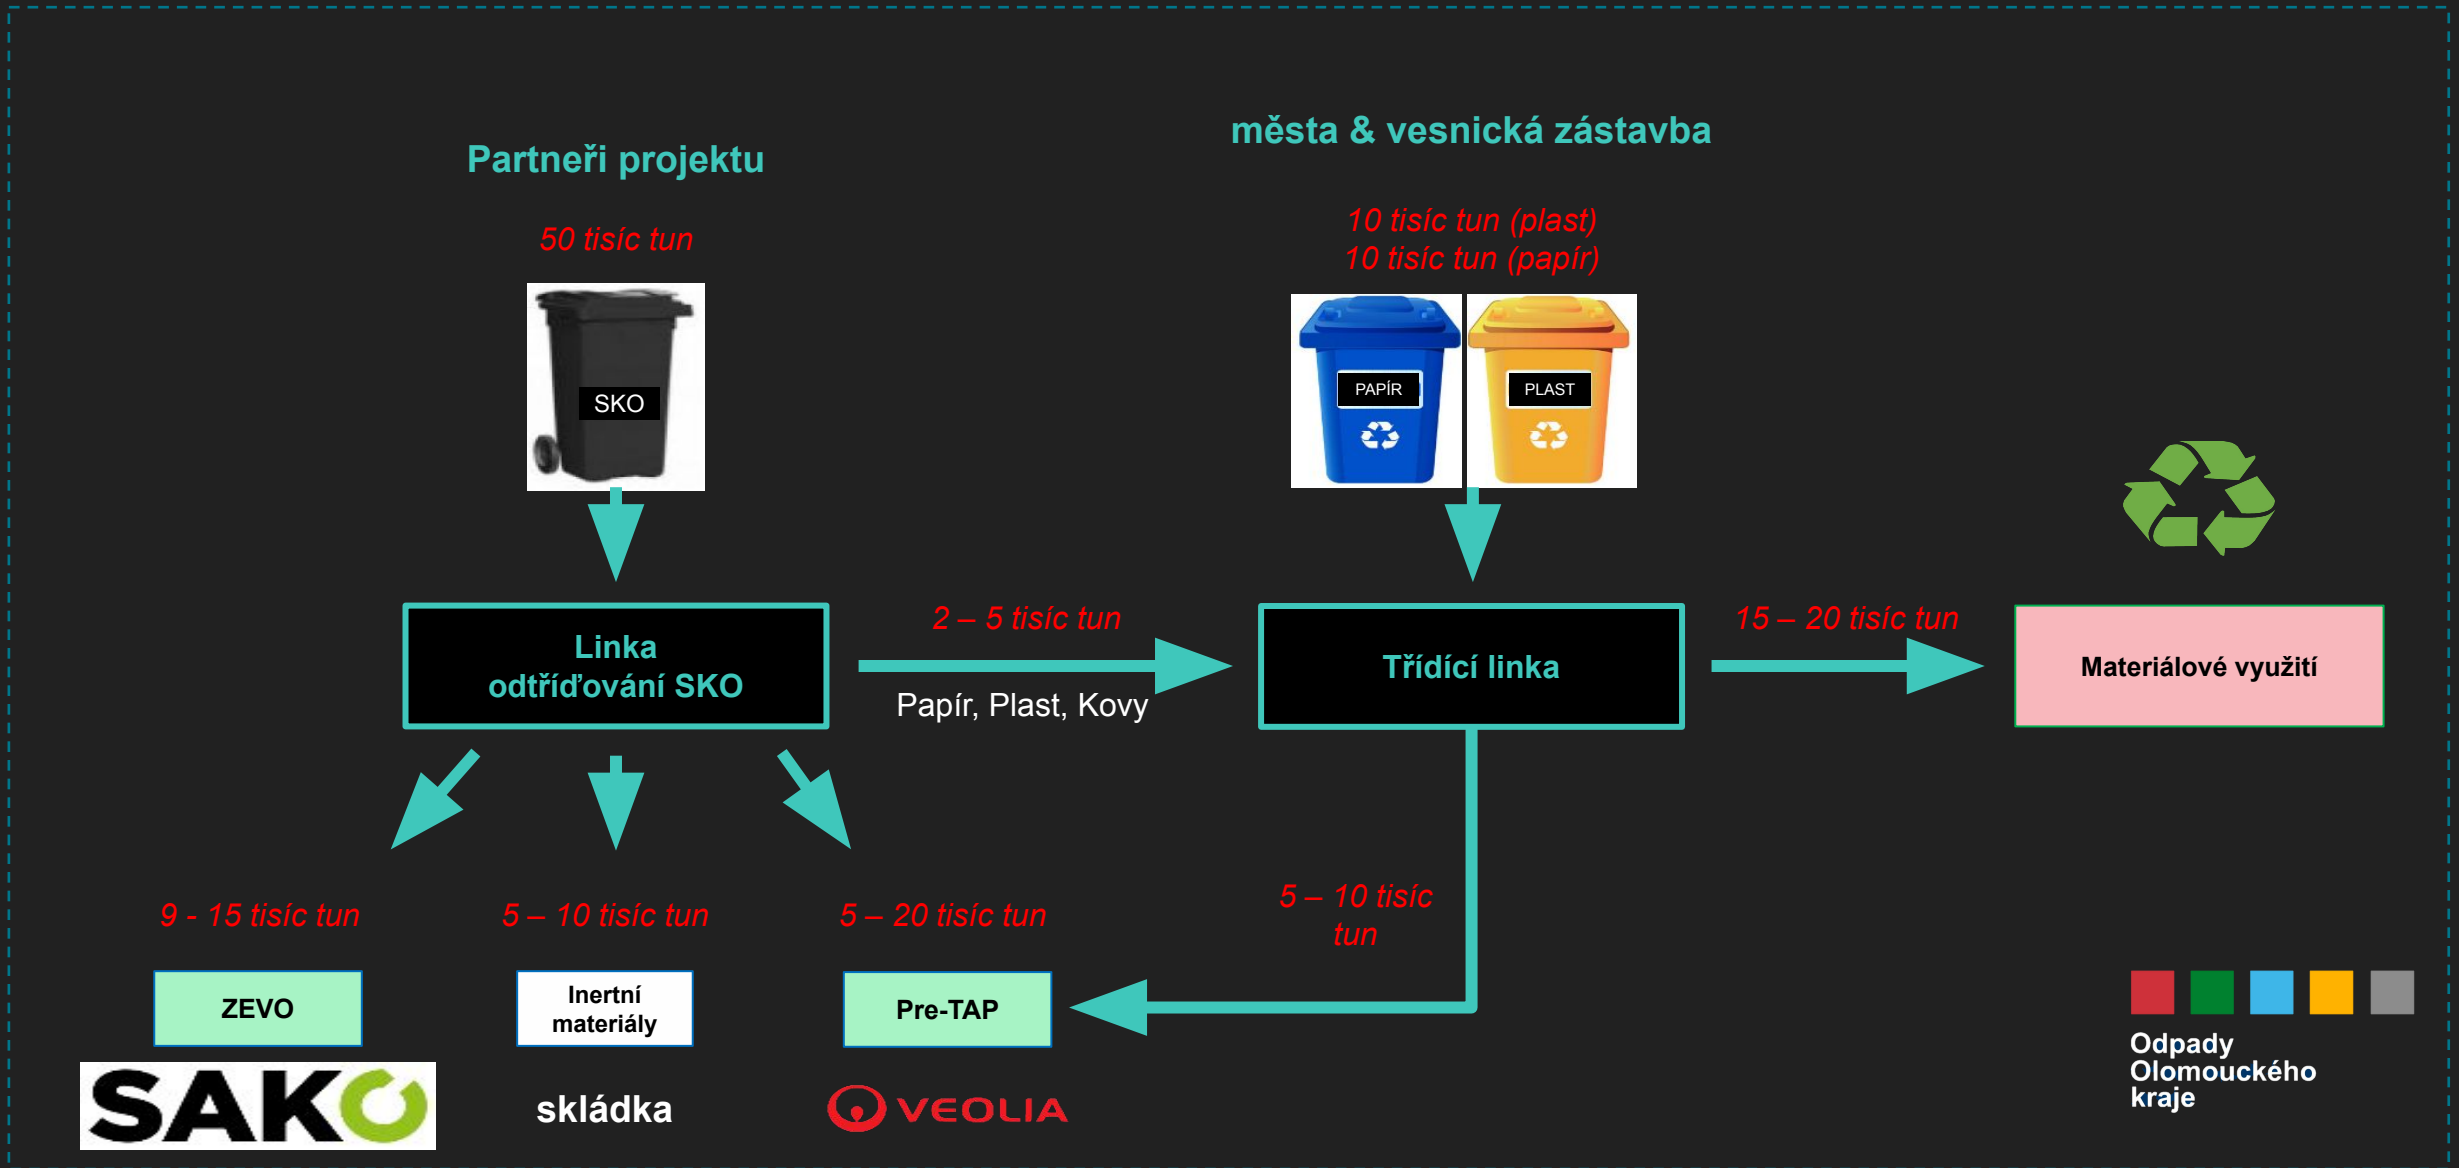 Partneři projektu
50 tisíc tun
SKO
města & vesnická zástavba
10 tisíc tun (plast)
10 tisíc tun (papír)
PAPÍR
PLAST
Linka
odtříďování SKO
2 – 5 tisíc tun
Papír, Plast, Kovy
Třídící linka
15 – 20 tisíc tun
Materiálové využití
9 - 15 tisíc tun
5 – 10 tisíc tun
5 – 20 tisíc tun
5 – 10 tisíc
tun
ZEVO
Inertní
materiály
Pre-TAP
SAKO
skládka
VEOLIA
Odpady
Olomouckého
kraje